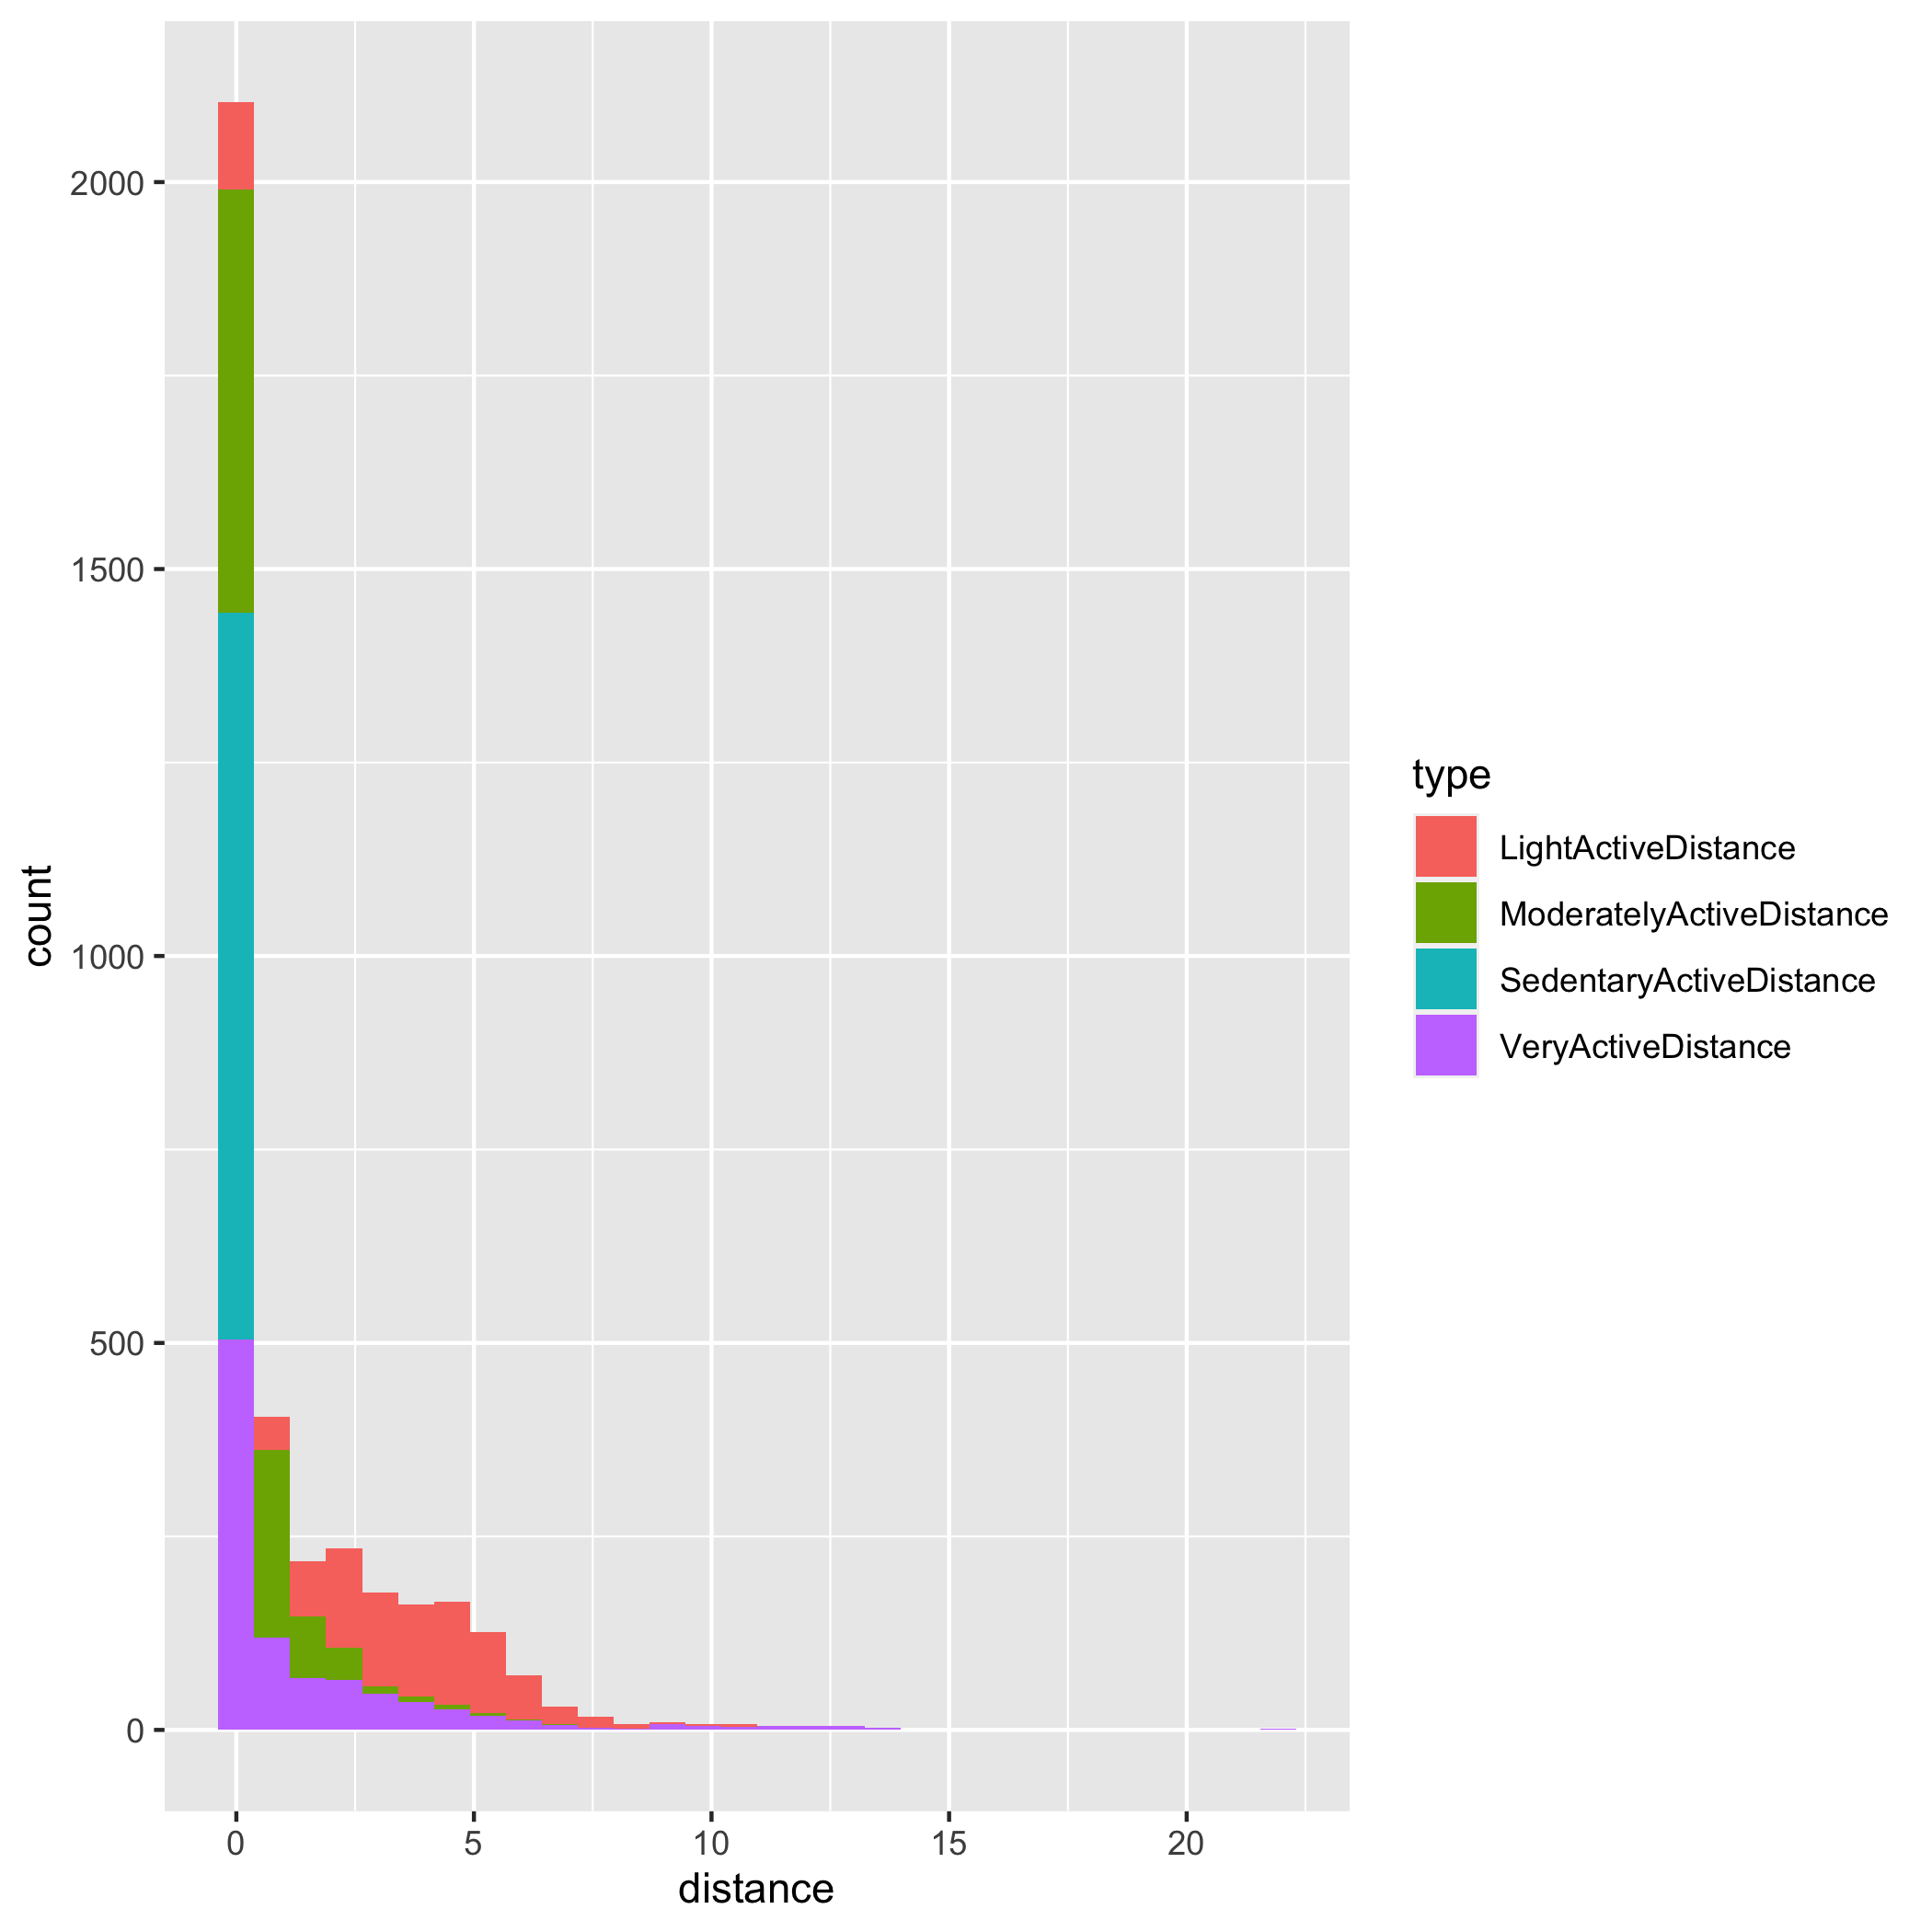 2000
1500
1000
500
0
count
0 5 10 15 20
distance
type
LightActiveDistance
ModeratelyActiveDistance
SedentaryActiveDistance
VeryActiveDistance